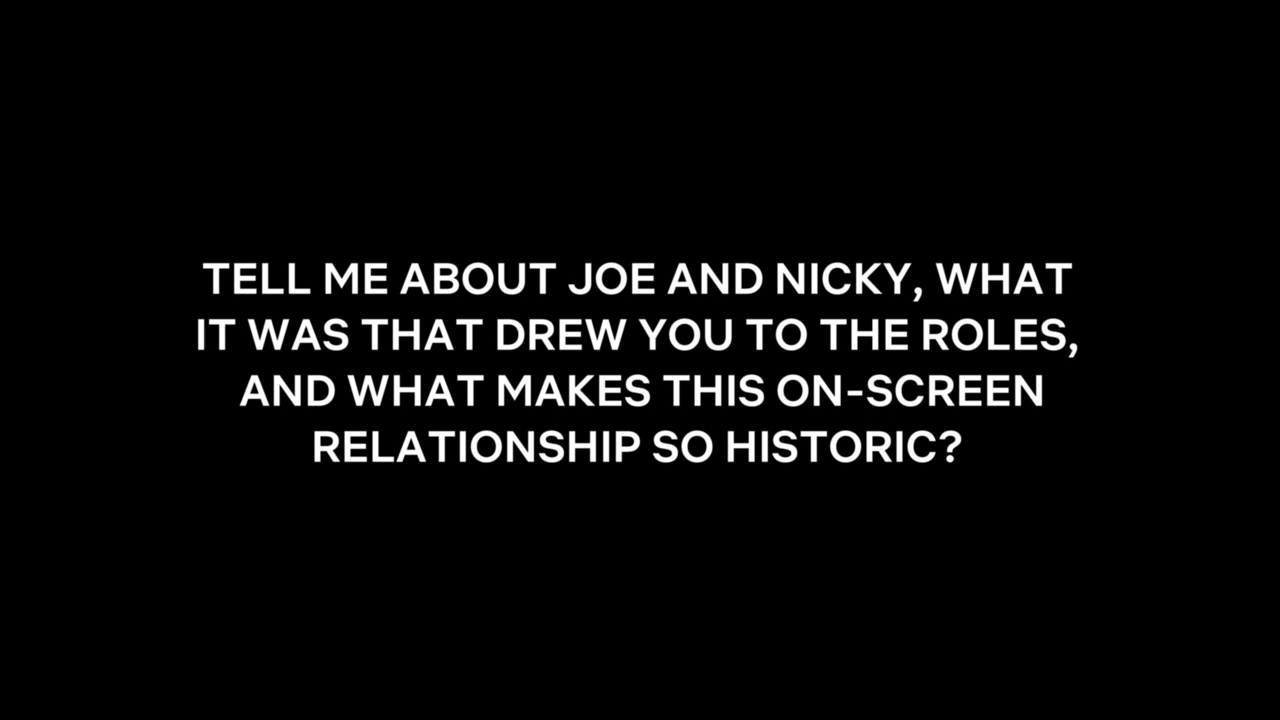 TELL ME ABOUT JOE AND NICKY, WHAT
IT WAS THAT DREW YOU TO THE ROLES,
AND WHAT MAKES THIS ON-SCREEN
RELATIONSHIP SO HISTORIC?